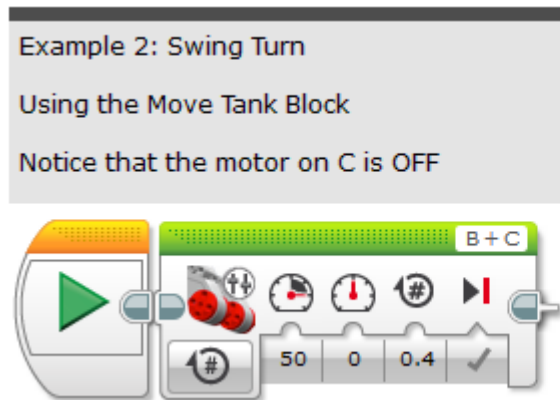 Example 2: Swing Turn
Using the Move Tank Block
Notice that the motor on C is OFF
B + C
#
# 50 0 0.4